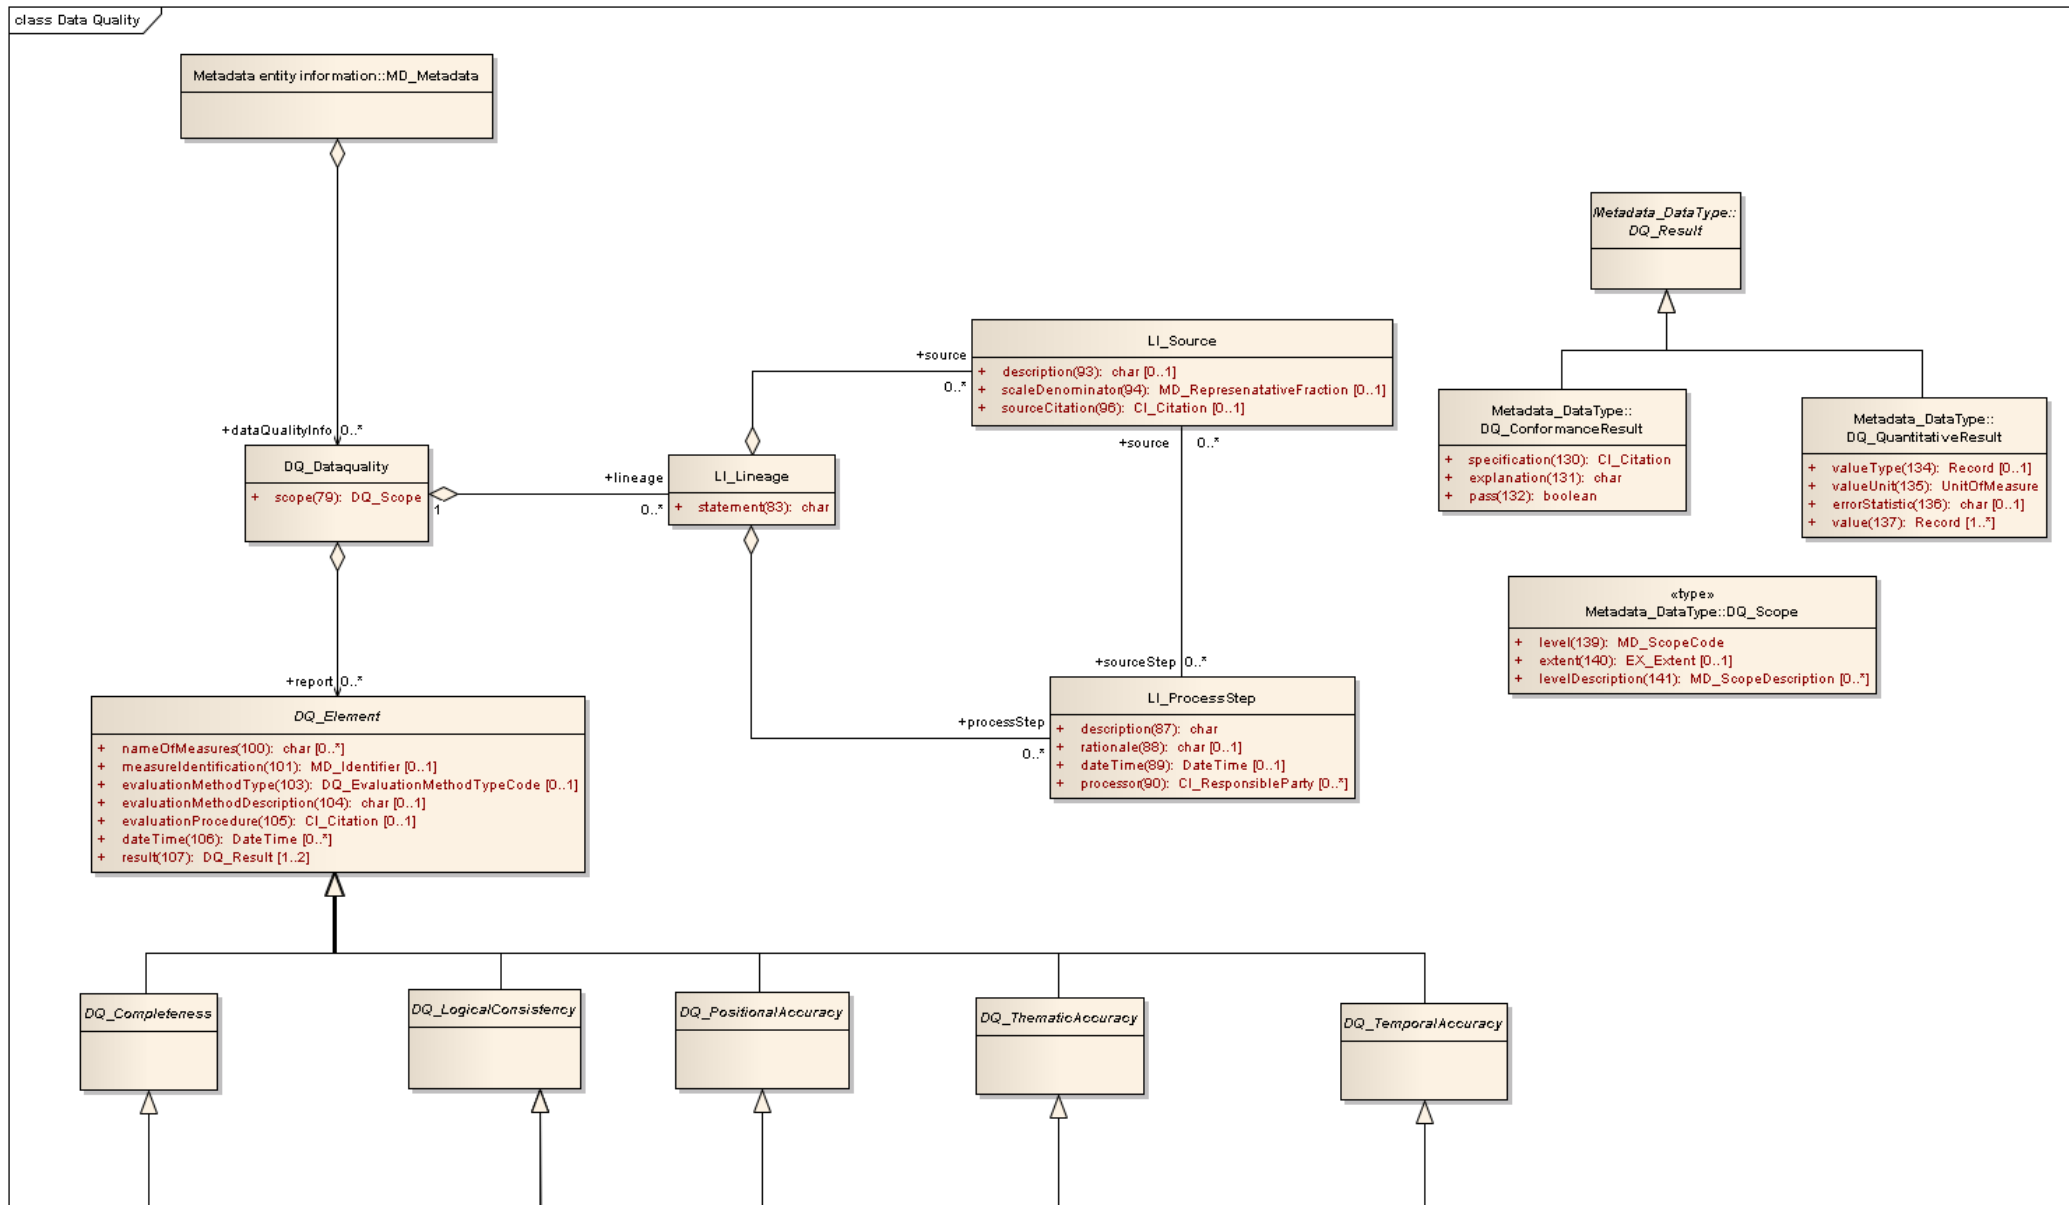 class Data Quality
Metadata entity information::MD_Metadata
+dataQualityInfo 0..*
DQ_Dataquality
+ scope(79): DQ_Scope
1
+lineage
0..*
LI_Lineage
+ statement(83): char
+source
0..*
LI_Source
+ description(93): char [0..1]
+ scaleDenominator(94): MD_RepresenatativeFraction [0..1]
+ sourceCitation(96): CI_Citation [0..1]
+source 0..*
+sourceStep 0..*
+processStep
0..*
LI_ProcessStep
+ description(87): char
+ rationale(88): char [0..1]
+ dateTime(89): DateTime [0..1]
+ processor(90): CI_ResponsibleParty [0..*]
Metadata_DataType::
DQ_Result
Metadata_DataType::
DQ_ConformanceResult
+ specification(130): CI_Citation
+ explanation(131): char
+ pass(132): boolean
Metadata_DataType::
DQ_QuantitativeResult
+ valueType(134): Record [0..1]
+ valueUnit(135): UnitOfMeasure
+ errorStatistic(136): char [0..1]
+ value(137): Record [1..*]
«type»
Metadata_DataType::DQ_Scope
+ level(139): MD_ScopeCode
+ extent(140): EX_Extent [0..1]
+ levelDescription(141): MD_ScopeDescription [0..*]
+report 0..*
DQ_Element
+ nameOfMeasures(100): char [0..*]
+ measureIdentification(101): MD_Identifier [0..1]
+ evaluationMethodType(103): DQ_EvaluationMethodTypeCode [0..1]
+ evaluationMethodDescription(104): char [0..1]
+ evaluationProcedure(105): CI_Citation [0..1]
+ dateTime(106): DateTime [0..*]
+ result(107): DQ_Result [1..2]
DQ_Completeness
DQ_LogicalConsistency
DQ_PositionalAccuracy
DQ_ThematicAccuracy
DQ_TemporalAccuracy